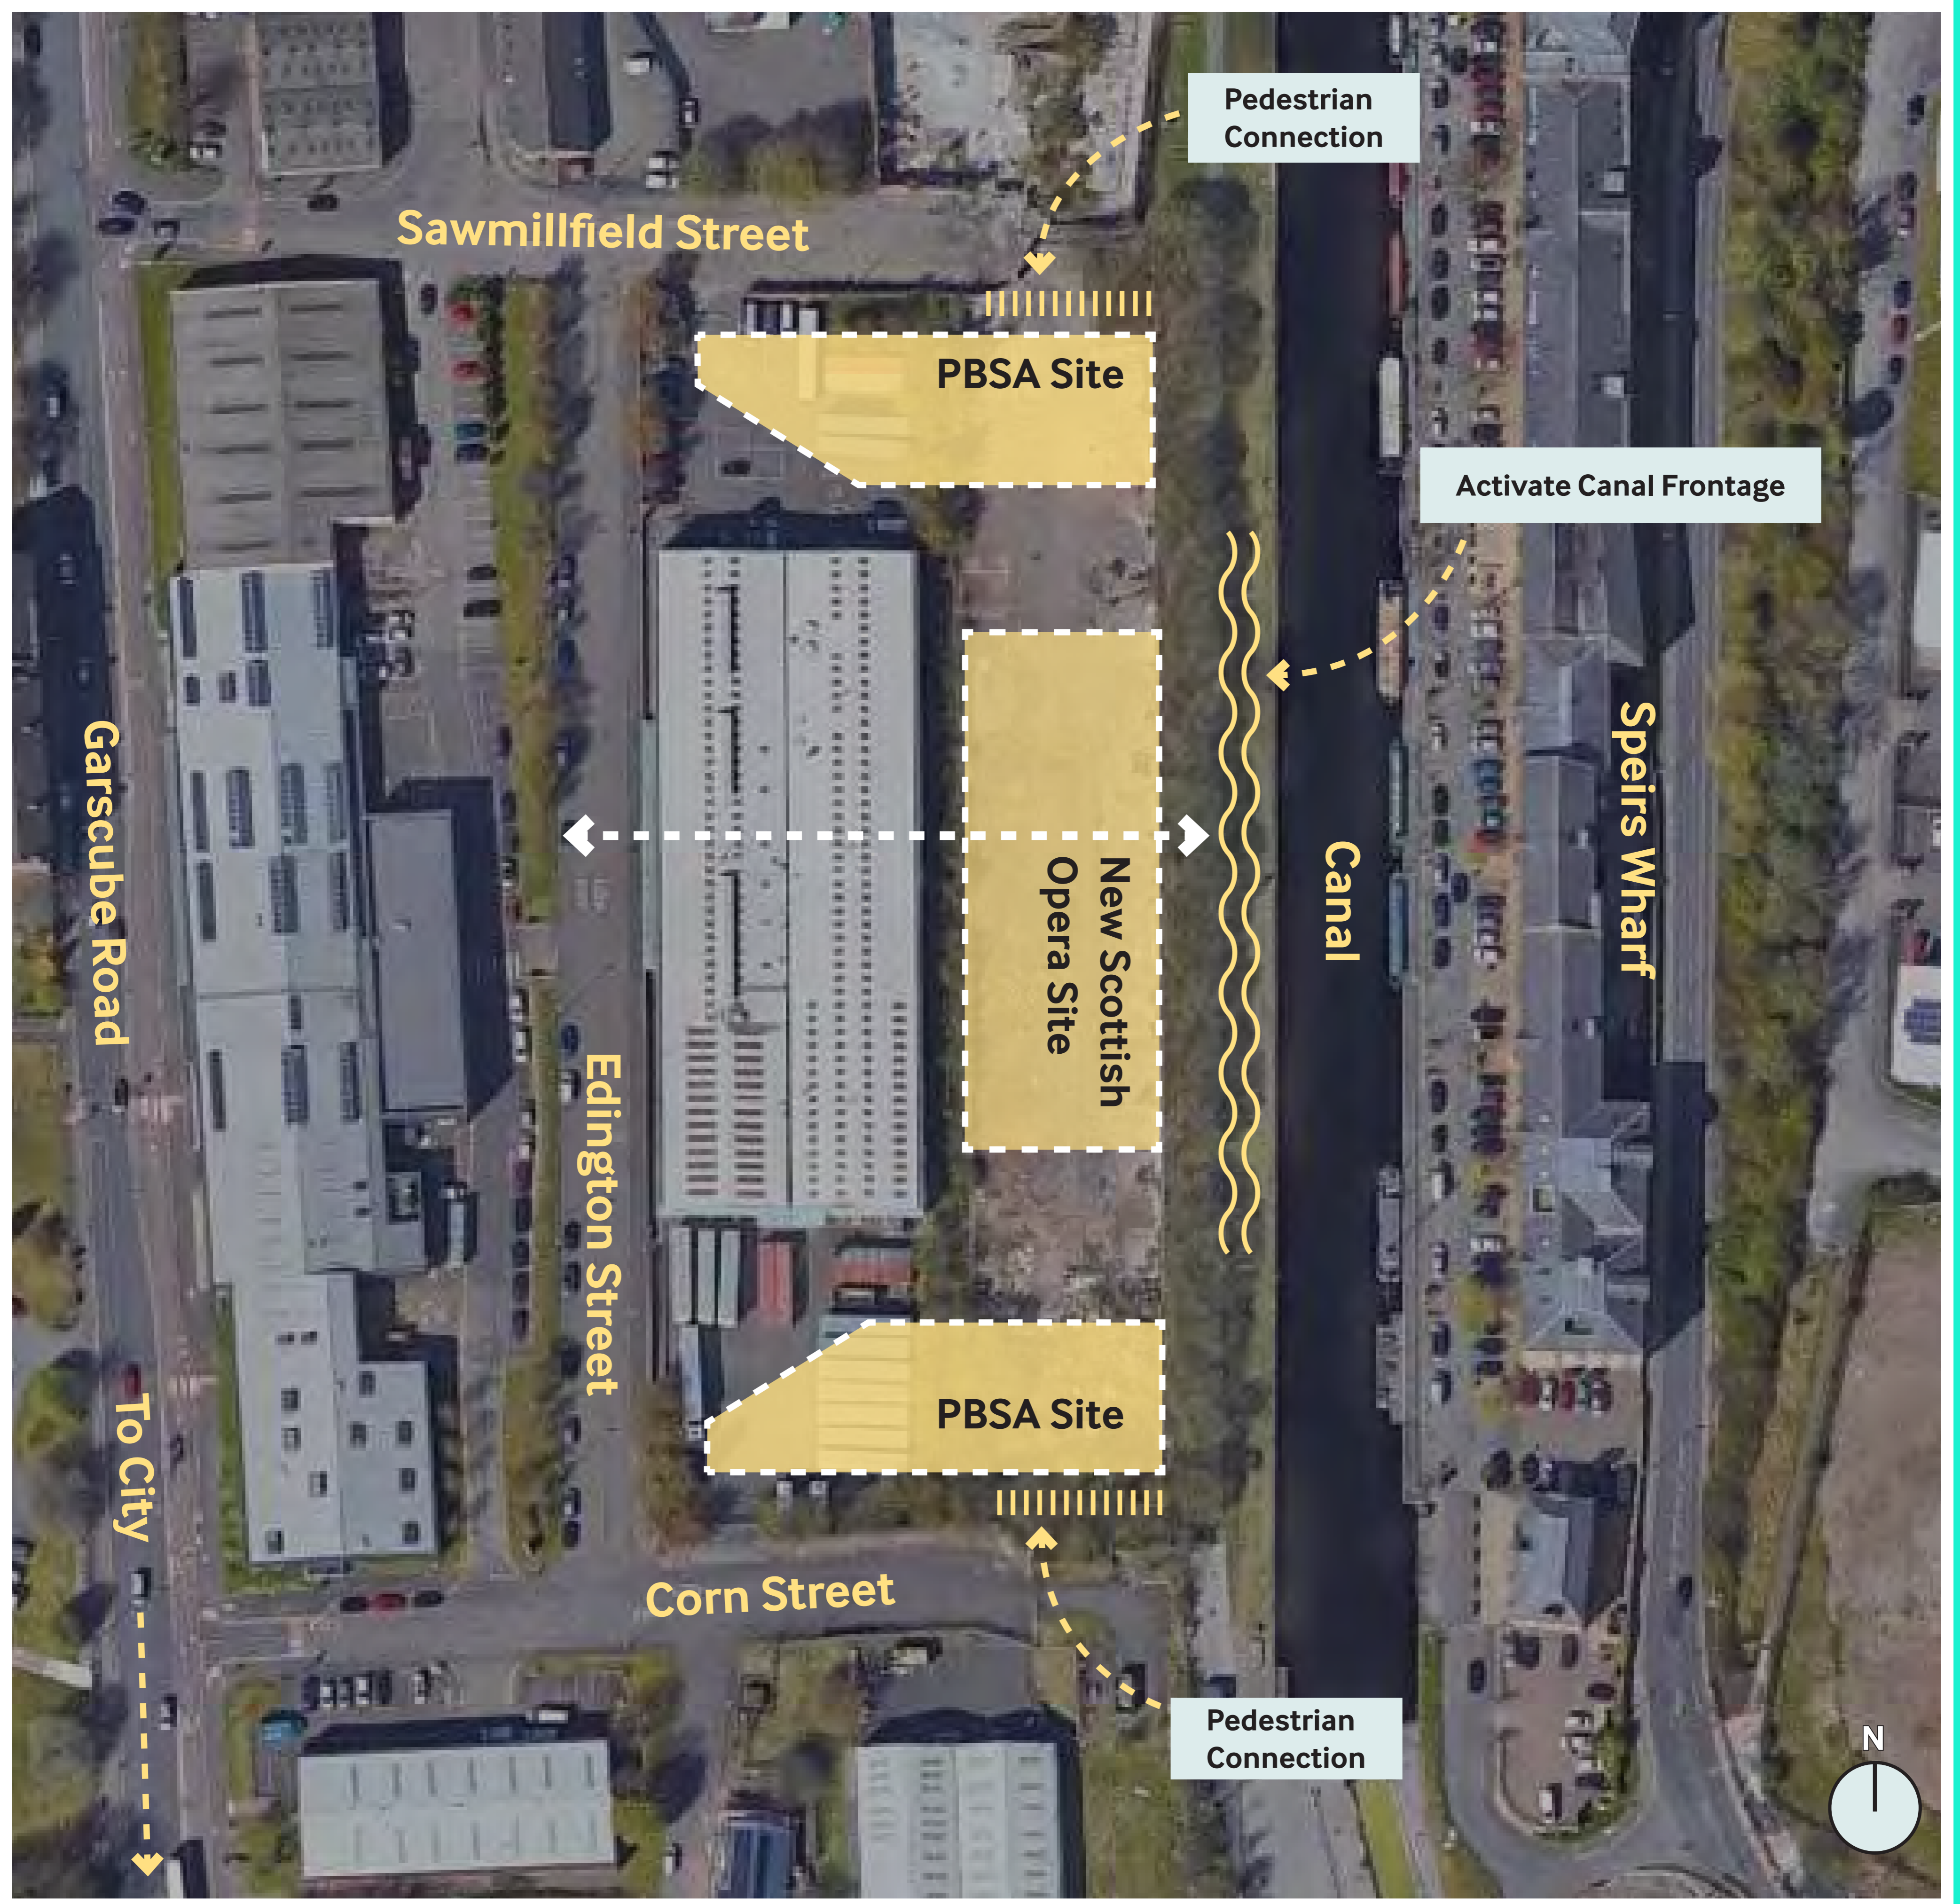 Pedestrian
Connection
Sawmillfield Street
PBSA Site
Activate Canal Frontage
Garscube Road
Edington Street
New Scottish
Opera Site
Canal
Speirs Wharf
To City
PBSA Site
Corn Street
Pedestrian
Connection
N